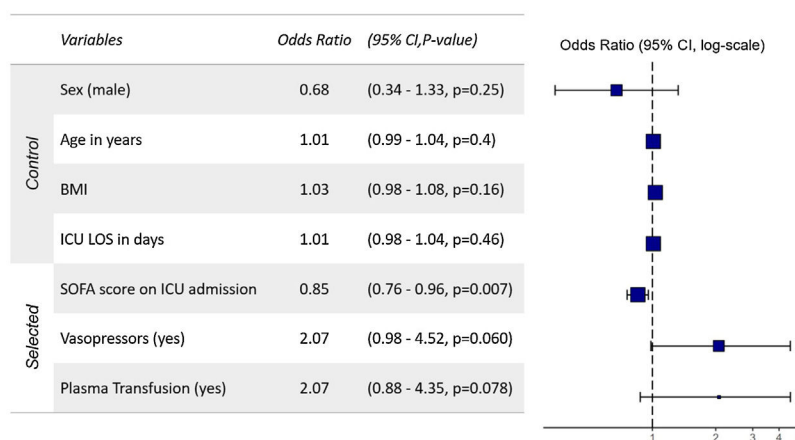 Variables Odds Ratio (95% CI,P-value)
Odds Ratio (95% CI, log-scale)
Control
Sex (male) 0.68 (0.34 - 1.33, p=0.25)
Age in years 1.01 (0.99 - 1.04, p=0.4)
BMI 1.03 (0.98 - 1.08, p=0.16)
ICU LOS in days 1.01 (0.98 - 1.04, p=0.46)
Selected
SOFA score on ICU admission 0.85 (0.76 - 0.96, p=0.007)
Vasopressors (yes) 2.07 (0.98 - 4.52, p=0.060)
Plasma Transfusion (yes) 2.07 (0.88 - 4.35, p=0.078)
1 2 3 4